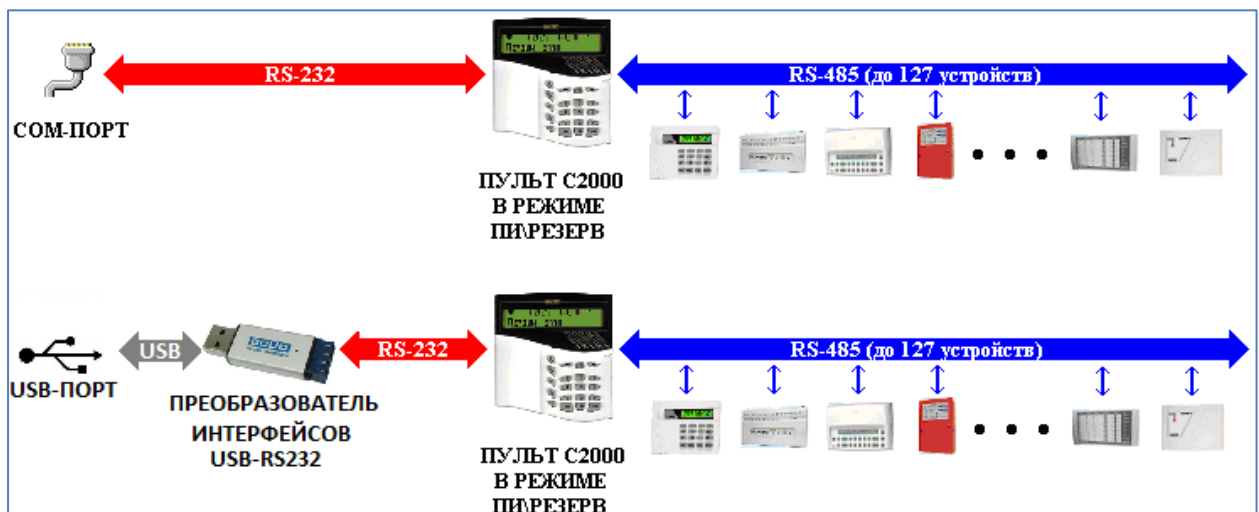 RS-232
RS-485 (до 127 устройств)
COM-ПОРТ
ПУЛЬТ С2000
В РЕЖИМЕ
ПИ\РЕЗЕРВ
USB
RS-232
RS-485 (до 127 устройств)
USB-ПОРТ
ПРЕОБРАЗОВАТЕЛЬ
ИНТЕРФЕЙСОВ
USB-RS232
ПУЛЬТ С2000
В РЕЖИМЕ
ПИ\РЕЗЕРВ